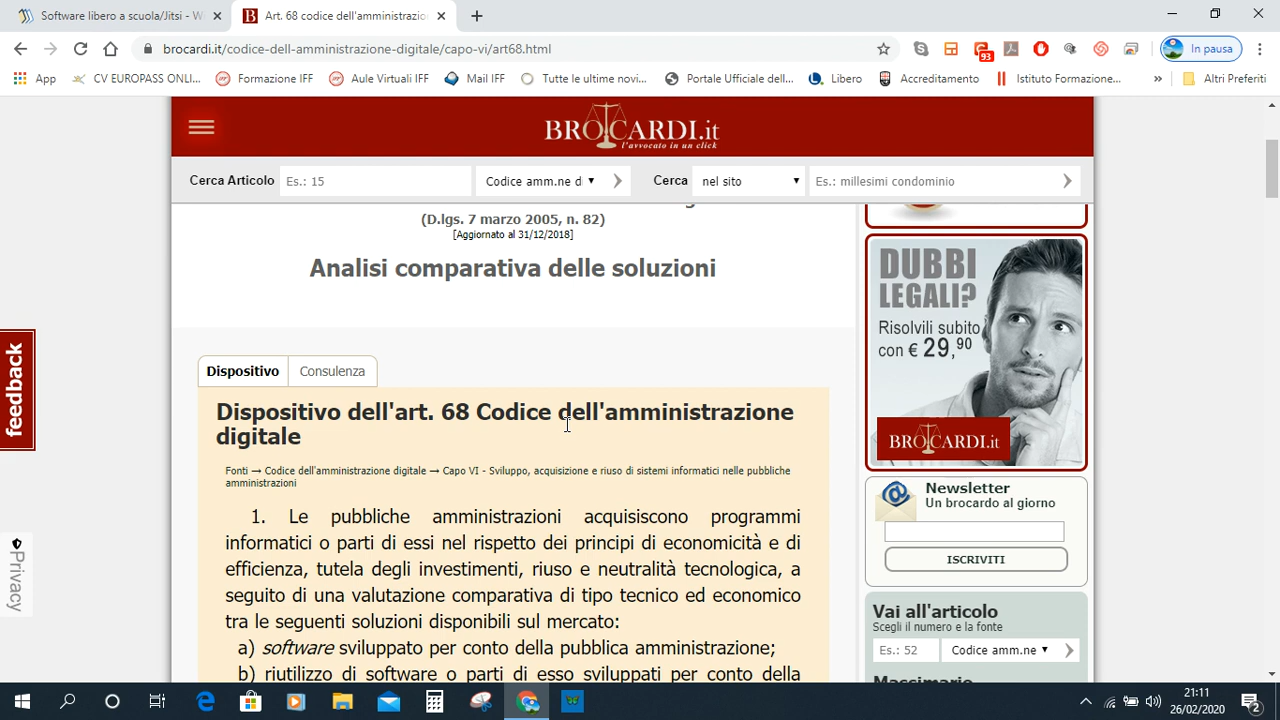 Software libero a scuola/Jitsi - W
Art. 68 codice dell'amministrazio
brocardi.it/codice-dell-amministrazione-digitale/capo-vi/art68.html
93
In pausa
App
CV EUROPASS ONLI...
Formazione IFF
Aule Virtuali IFF
Mail IFF
Tutte le ultime novi...
Portale Ufficiale dell...
Libero
Accreditamento
Istituto Formazione...
»
Altri Preferiti
BROCARDI.it
l'avvocato in un click
Cerca Articolo
Es.: 15
Codice amm.ne di
Cerca
nel sito
Es.: millesimi condominio
(D.lgs. 7 marzo 2005, n. 82)
[Aggiornato al 31/12/2018]
Analisi comparativa delle soluzioni
Dispositivo
Consulenza
Dispositivo dell'art. 68 Codice dell'amministrazione
digitale
Fonti → Codice dell'amministrazione digitale → Capo VI - Sviluppo, acquisizione e riuso di sistemi informatici nelle pubbliche
amministrazioni
1. Le pubbliche amministrazioni acquisiscono programmi
informatici o parti di essi nel rispetto dei principi di economicità e di
efficienza, tutela degli investimenti, riuso e neutralità tecnologica, a
seguito di una valutazione comparativa di tipo tecnico ed economico
tra le seguenti soluzioni disponibili sul mercato:
a) software sviluppato per conto della pubblica amministrazione;
b) riutilizzo di software o parti di esso sviluppati per conto della
DUBBI
LEGALI?
Risolvili subito
con € 29,90
BROCARDI.it
Newsletter
Un brocardo al giorno
ISCRIVITI
Vai all'articolo
Scegli il numero e la fonte
Es.: 52
Codice amm.ne
Massimario
feedback
Privacy
21:11
26/02/2020
2